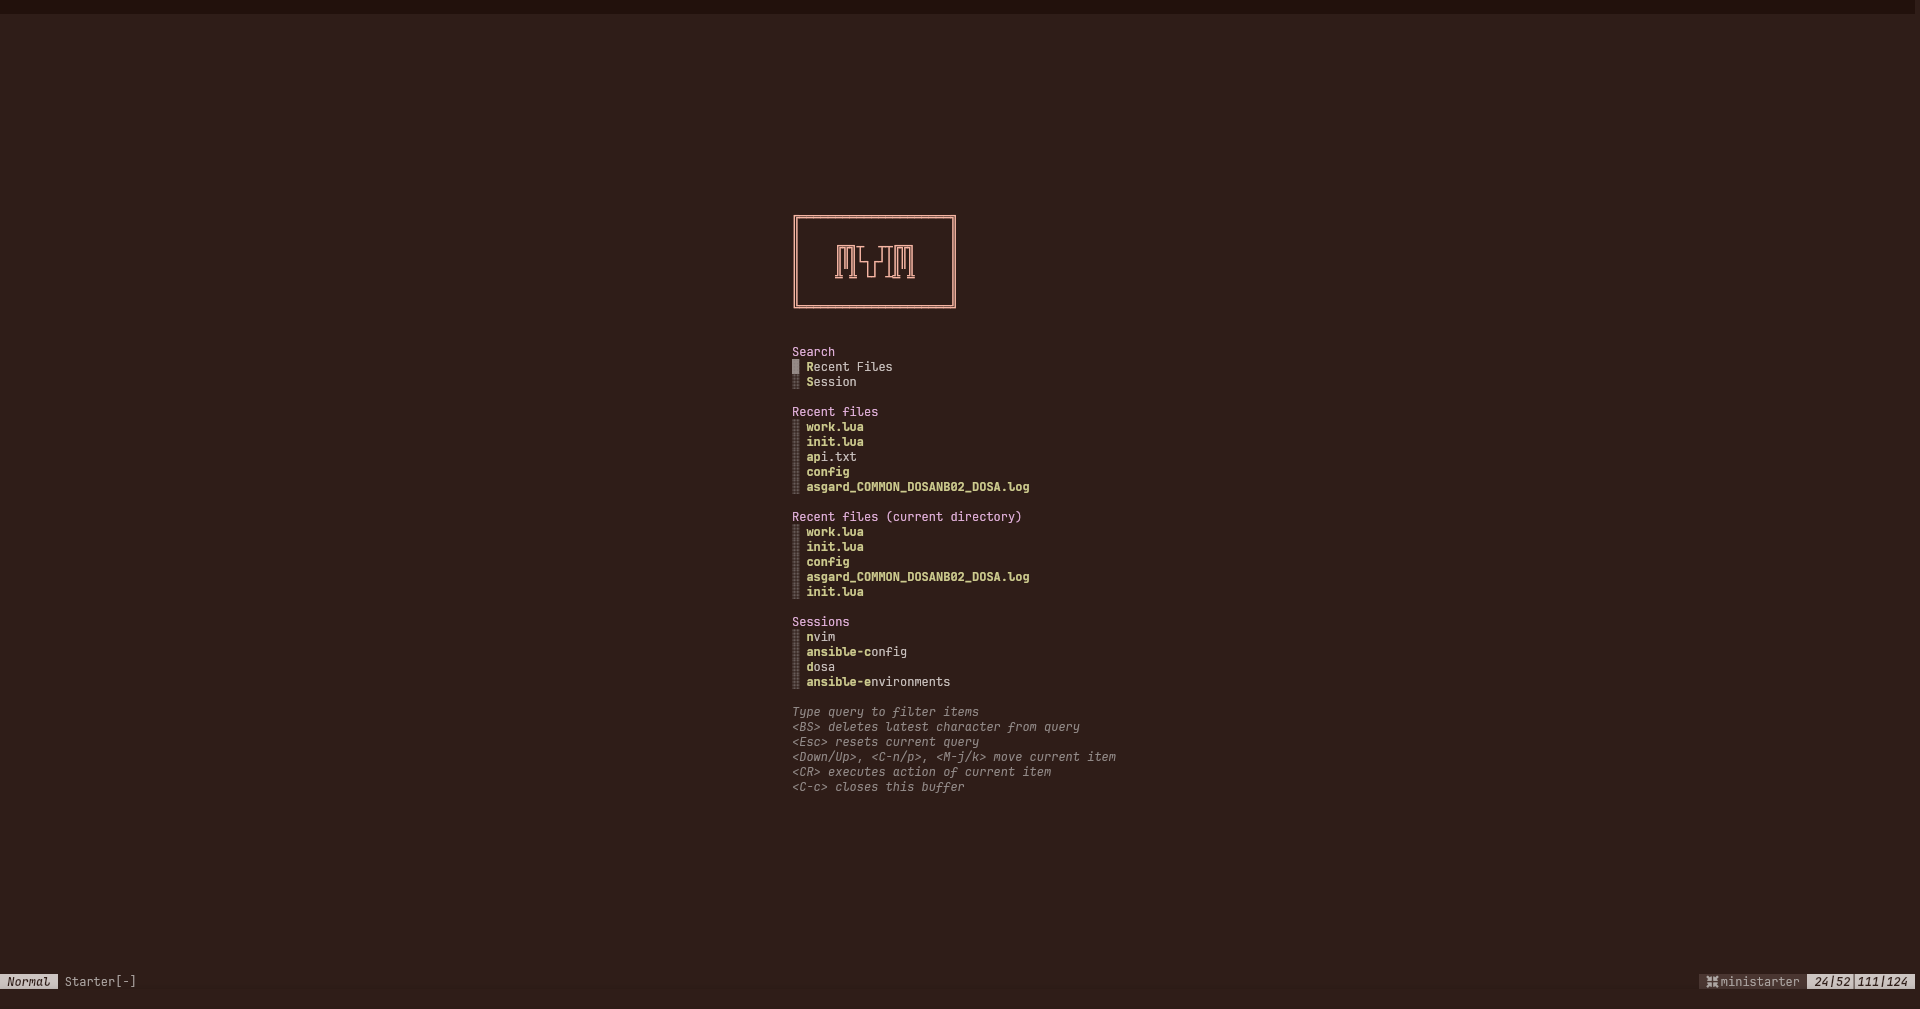 Search
Recent Files
Session
Recent files
work.lua
init.lua
api.txt
config
asgard_COMMON_DOSANB02_DOSA.log
Recent files (current directory)
work.lua
init.lua
config
asgard_COMMON_DOSANB02_DOSA.log
init.lua
Sessions
nvim
ansible-config
dosa
ansible-environments
Type query to filter items
<BS> deletes latest character from query
<Esc> resets current query
<Down/Up>, <C-n/p>, <M-j/k> move current item
<CR> executes action of current item
<C-c> closes this buffer
Normal Starter[-] ministarter 24|52│111|124